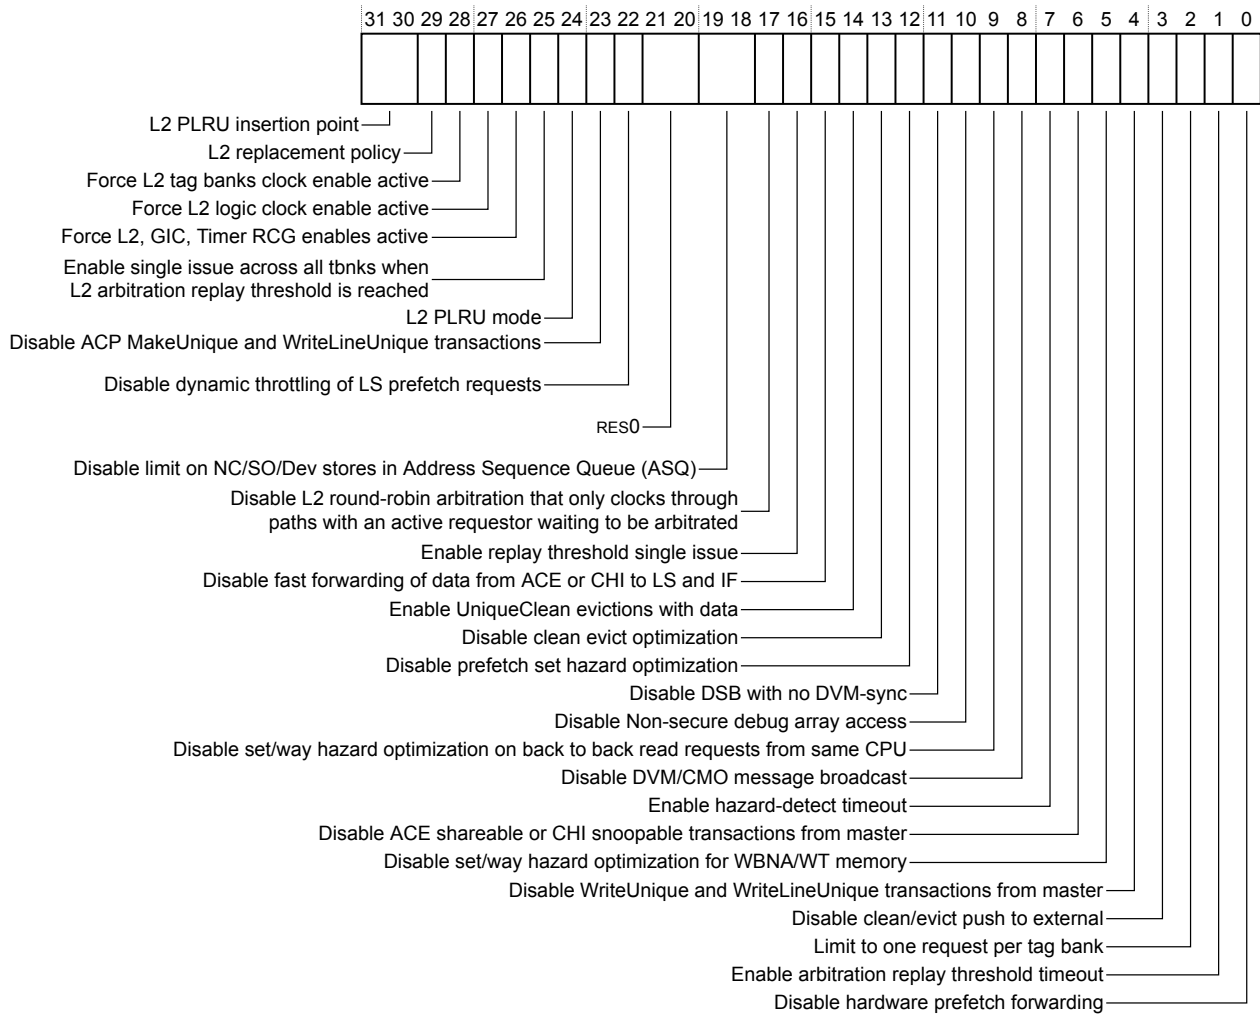 31 30 29 28 27 26 25 24 23 22 21 20 19 18 17 16 15 14 13 12 11 10 9 8 7 6 5 4 3 2 1 0
L2 PLRU insertion point
L2 replacement policy
Force L2 tag banks clock enable active
Force L2 logic clock enable active
Force L2, GIC, Timer RCG enables active
Enable single issue across all tbnks when
L2 arbitration replay threshold is reached
L2 PLRU mode
Disable ACP MakeUnique and WriteLineUnique transactions
Disable dynamic throttling of LS prefetch requests
RES0
Disable limit on NC/SO/Dev stores in Address Sequence Queue (ASQ)
Disable L2 round-robin arbitration that only clocks through
paths with an active requestor waiting to be arbitrated
Enable replay threshold single issue
Disable fast forwarding of data from ACE or CHI to LS and IF
Enable UniqueClean evictions with data
Disable clean evict optimization
Disable prefetch set hazard optimization
Disable DSB with no DVM-sync
Disable Non-secure debug array access
Disable set/way hazard optimization on back to back read requests from same CPU
Disable DVM/CMO message broadcast
Enable hazard-detect timeout
Disable ACE shareable or CHI snoopable transactions from master
Disable set/way hazard optimization for WBNA/WT memory
Disable WriteUnique and WriteLineUnique transactions from master
Disable clean/evict push to external
Limit to one request per tag bank
Enable arbitration replay threshold timeout
Disable hardware prefetch forwarding